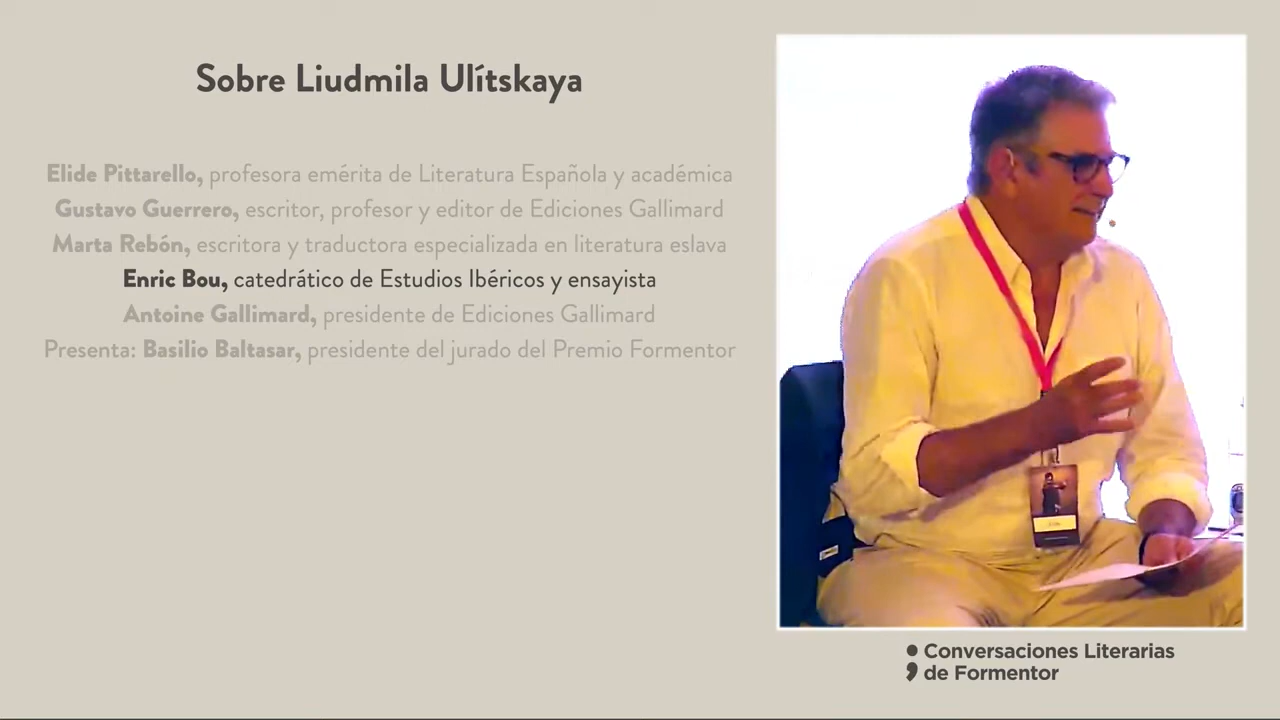 Sobre Liudmila Ulítskaya
Elide Pittarello, profesora emérita de Literatura Española y académica
Gustavo Guerrero, escritor, profesor y editor de Ediciones Gallimard
Marta Rebón, escritora y traductora especializada en literatura eslava
Enric Bou, catedrático de Estudios Ibéricos y ensayista
Antoine Gallimard, presidente de Ediciones Gallimard
Presenta: Basilio Baltasar, presidente del jurado del Premio Formentor
Conversaciones Literarias
de Formentor